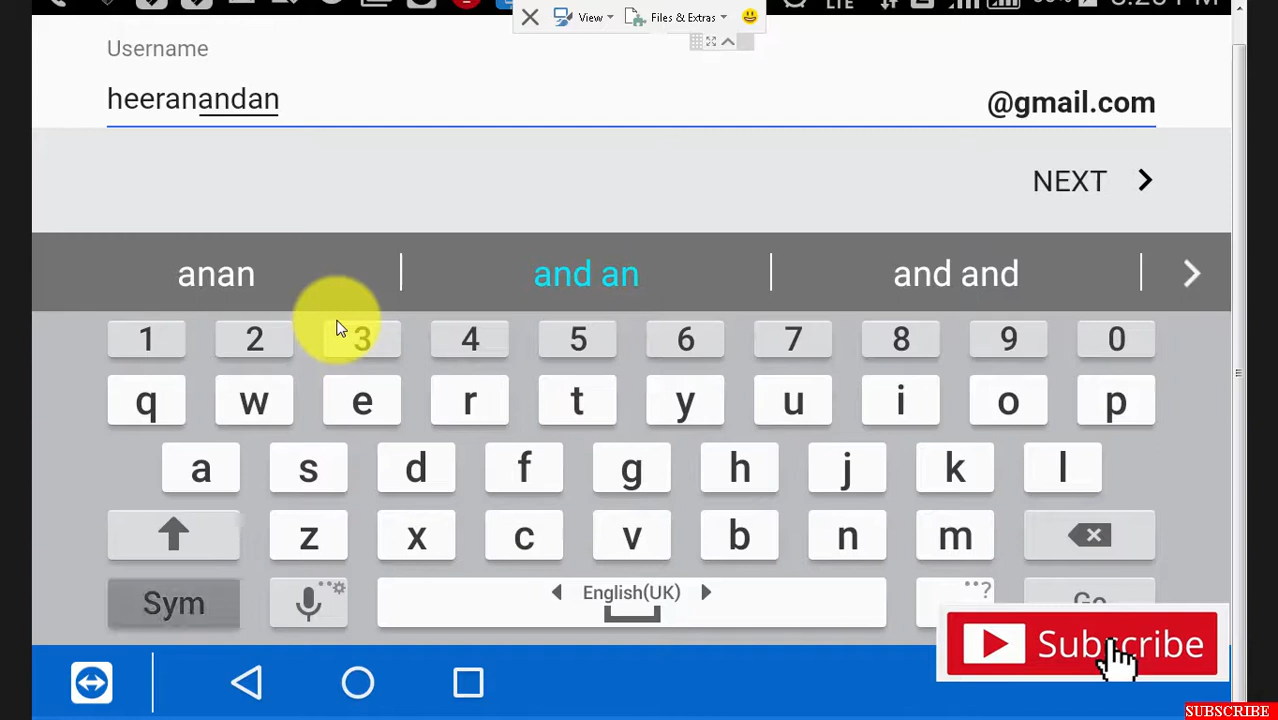 View Files & Extras
Username
heeranandan @gmail.com
NEXT
anan and an and and
1 2 3 4 5 6 7 8 9 0
q w e r t y u i o p
a s d f g h j k l
z x c v b n m
Sym English(UK) ? Go
Subscribe
SUBSCRIBE